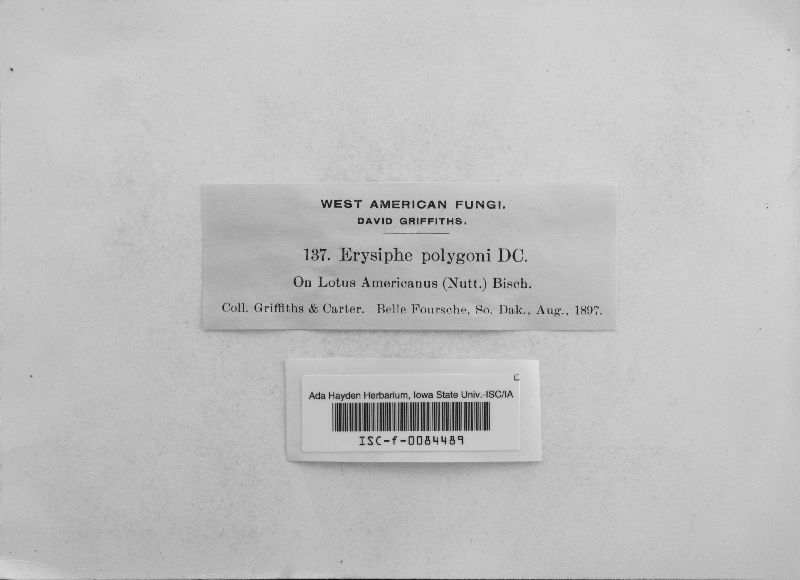 WEST AMERICAN FUNGI.
DAVID GRIFFITHS.
137. Erysiphe polygoni DC.
On Lotus Americanus (Nutt.) Bisch.
Coll. Griffiths & Carter. Belle Foursche, So. Dak., Aug., 1897.
Ada Hayden Herbarium, Iowa State Univ.-ISC/IA
ISC-f-0084489